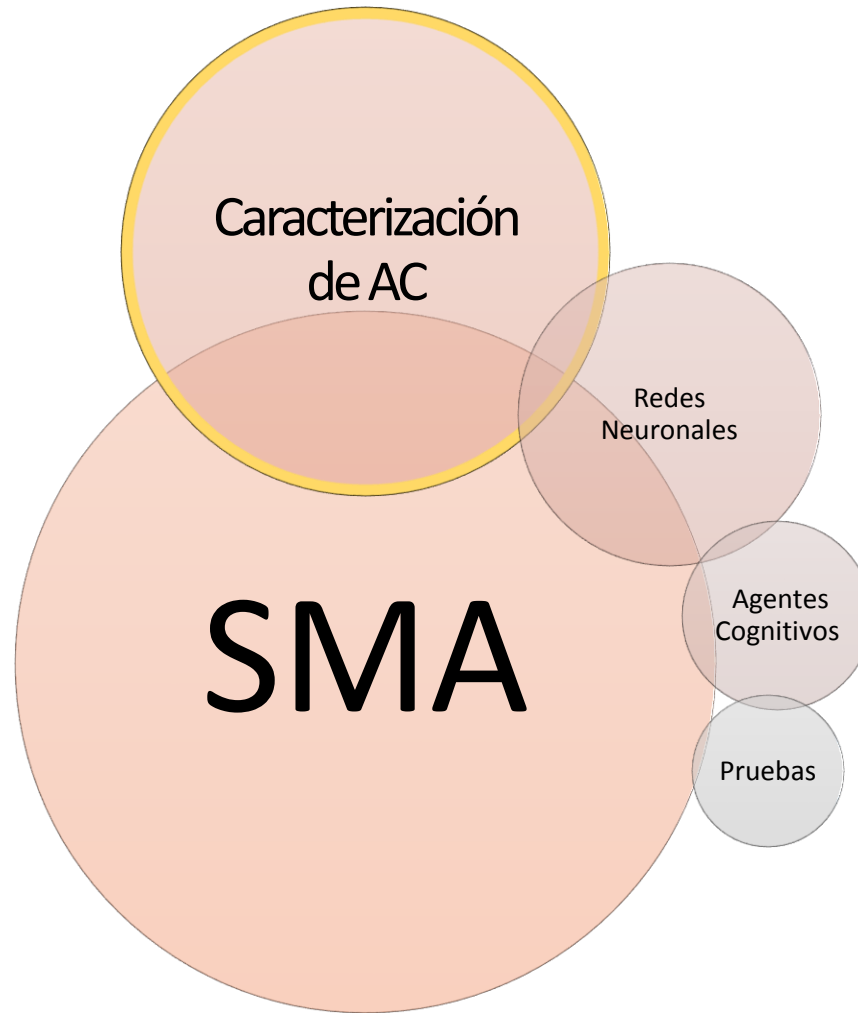 Caracterización
de AC
Redes
Neuronales
Agentes
Cognitivos
SMA
Pruebas